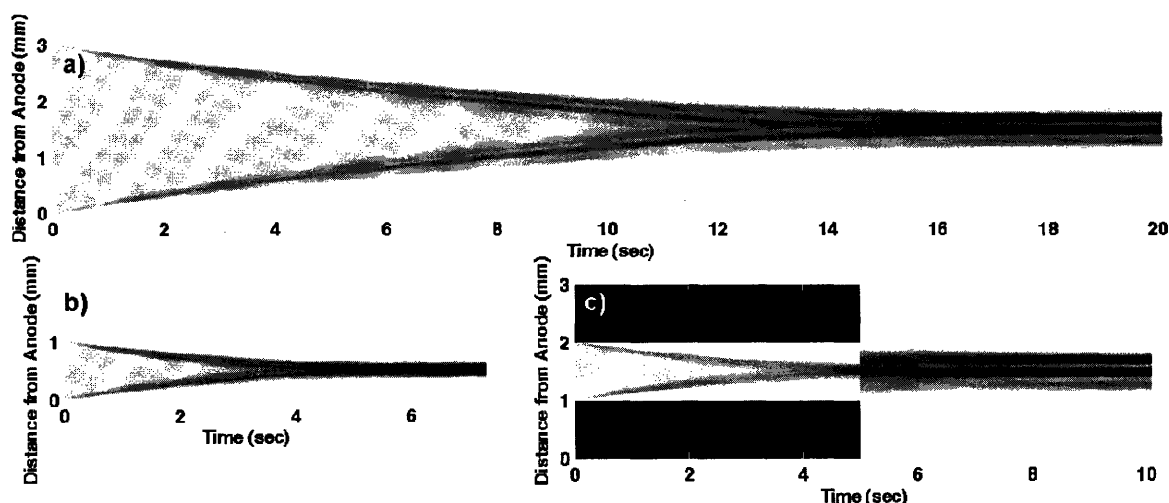 a)
Distance from Anode (mm)
3
2
1
0
0 2 4 6 8 10 12 14 16 18 20
Time (sec)
b)
Distance from Anode (mm)
1
0
0 2 4 6
Time (sec)
c)
Distance from Anode (mm)
3
2
1
0
0 2 4 6 8 10
Time (sec)